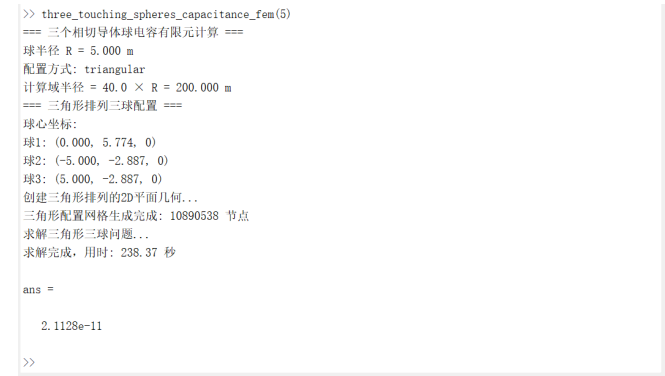 >> three_touching_spheres_capacitance_fem(5)
=== 三个相切导体球电容有限元计算 ===
球半径 R = 5.000 m
配置方式: triangular
计算域半径 = 40.0 × R = 200.000 m
=== 三角形排列三球配置 ===
球心坐标:
球1: (0.000, 5.774, 0)
球2: (-5.000, -2.887, 0)
球3: (5.000, -2.887, 0)
创建三角形排列的2D平面几何...
三角形配置网格生成完成: 10890538 节点
求解三角形三球问题...
求解完成，用时: 238.37 秒
ans =
2.1128e-11
>>